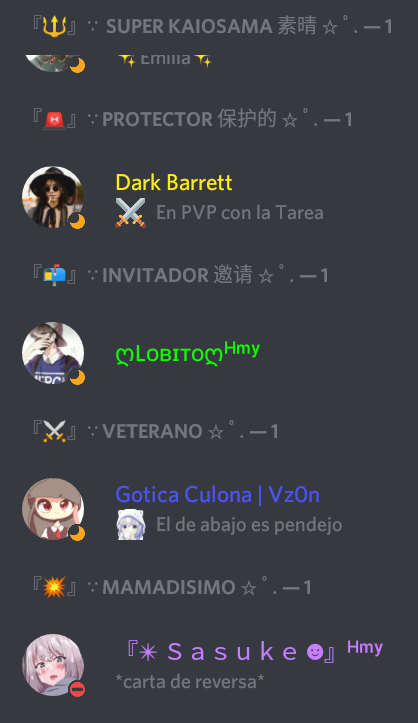 『🔱』∵ SUPER KAIOSAMA 素晴 ☆ ﾟ. — 1
✨ Emilia ✨
『🚨』∵ PROTECTOR 保护的 ☆ ﾟ. — 1
Dark Barrett
⚔️ En PVP con la Tarea
『📬』∵ INVITADOR 邀请 ☆ ﾟ. — 1
ღLᴏʙɪᴛᴏღᴴᵐʸ
『⚔️』∵ VETERANO ☆ ﾟ. — 1
Gotica Culona | Vz0n
El de abajo es pendejo
『💥』∵ MAMADISIMO ☆ ﾟ. — 1
『✴ Ｓａｓｕｋｅ ☻』ᴴᵐʸ
*carta de reversa*